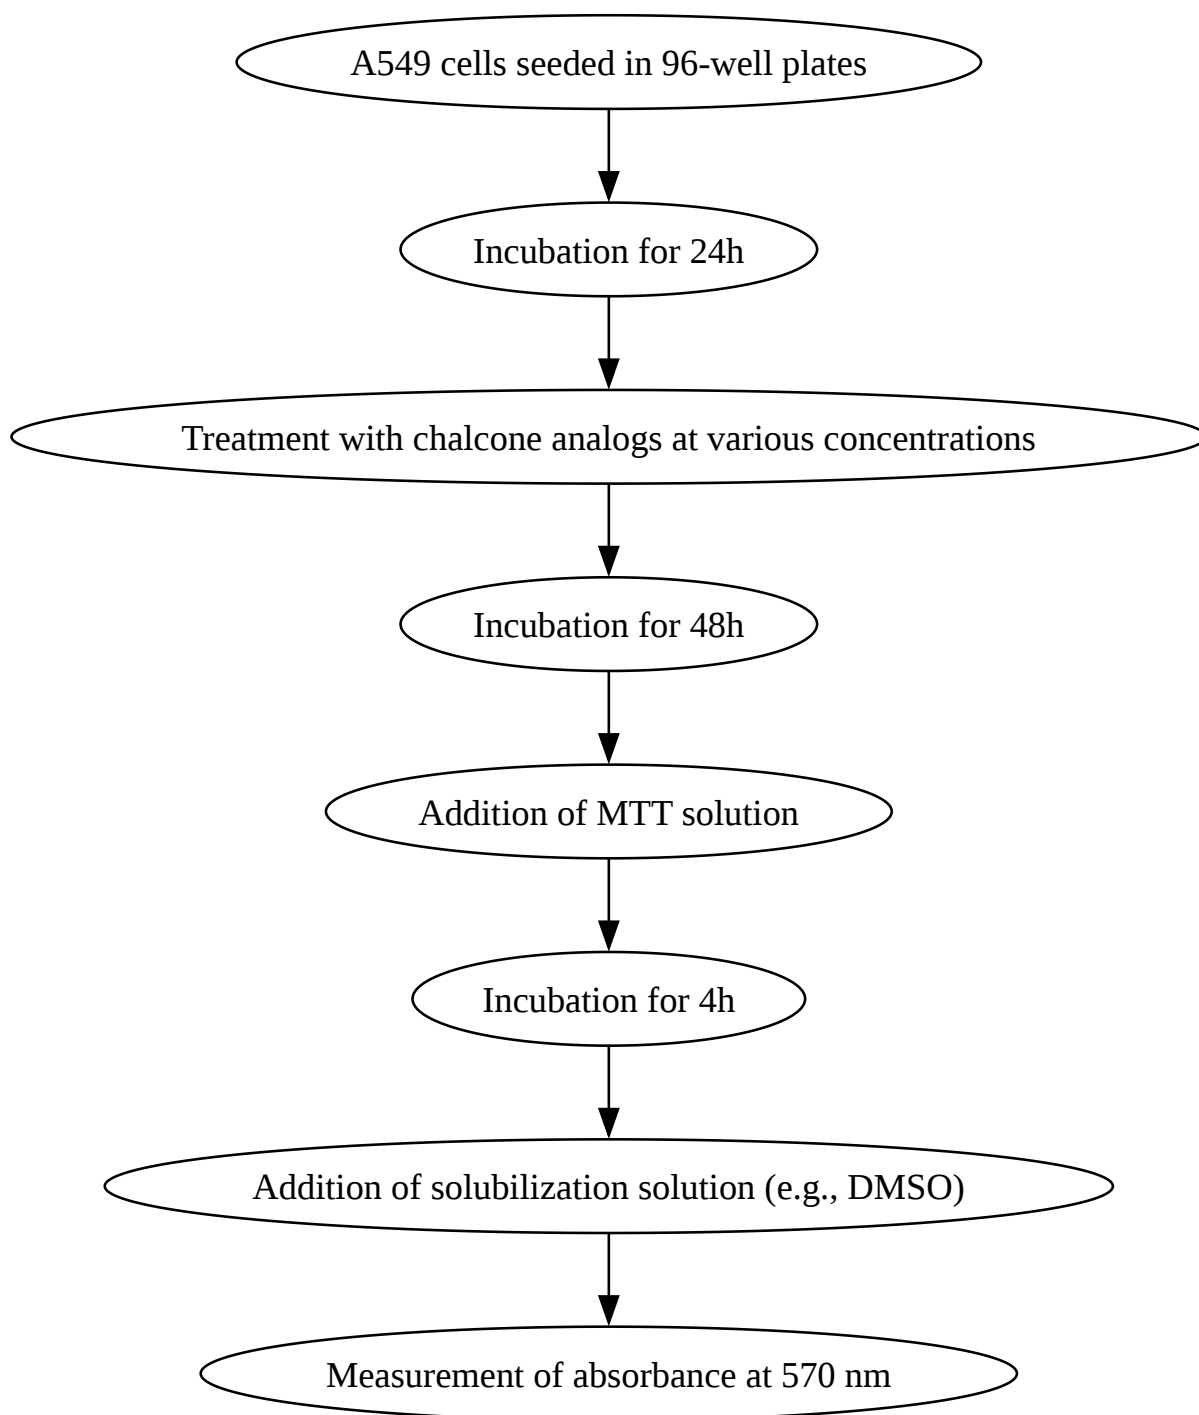 A549 cells seeded in 96-well plates
Incubation for 24h
Treatment with chalcone analogs at various concentrations
Incubation for 48h
Addition of MTT solution
Incubation for 4h
Addition of solubilization solution (e.g., DMSO)
Measurement of absorbance at 570 nm